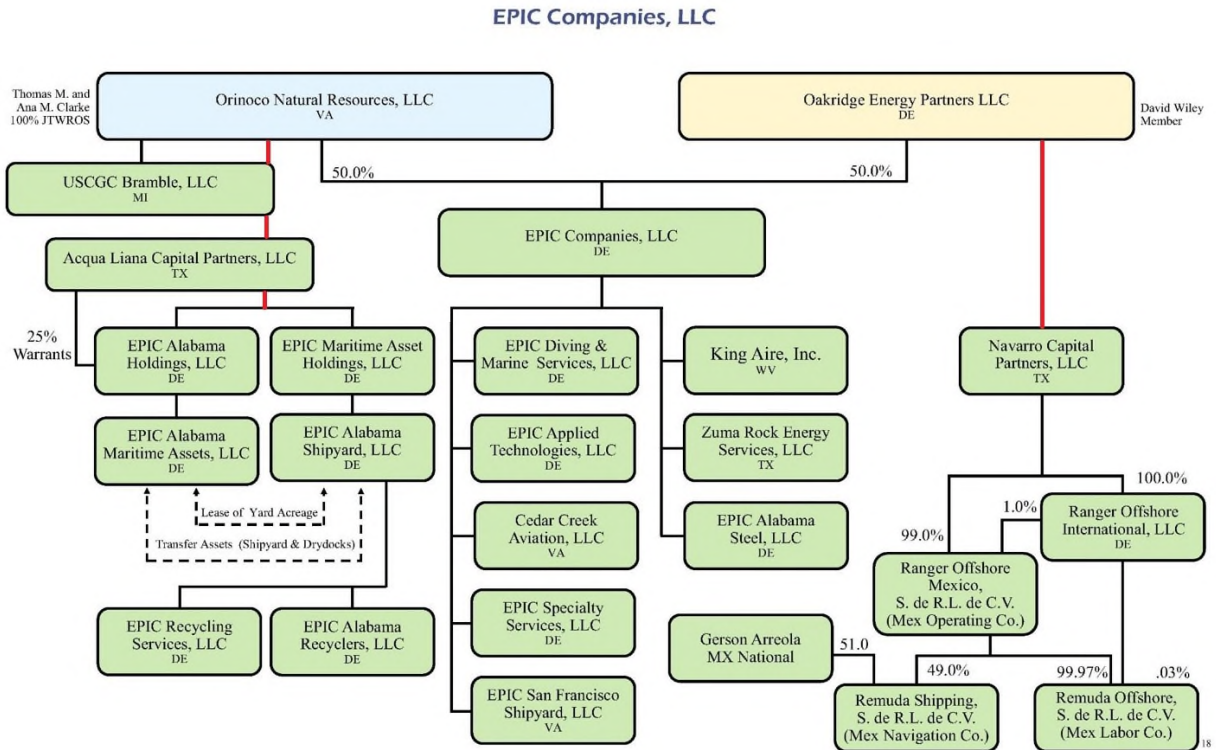 EPIC Companies, LLC
Thomas M. and
Ana M. Clarke
100% JTWROS
Orinoco Natural Resources, LLC
VA
Oakridge Energy Partners LLC
DE
David Wiley
Member
USCGC Bramble, LLC
MI
50.0%
50.0%
EPIC Companies, LLC
DE
Acqua Liana Capital Partners, LLC
TX
25%
Warrants
EPIC Alabama
Holdings, LLC
DE
EPIC Maritime Asset
Holdings, LLC
DE
EPIC Diving &
Marine Services, LLC
DE
King Aire, Inc.
WV
Navarro Capital
Partners, LLC
TX
EPIC Alabama
Maritime Assets, LLC
DE
EPIC Alabama
Shipyard, LLC
DE
EPIC Applied
Technologies, LLC
DE
Zuma Rock Energy
Services, LLC
TX
Lease of Yard Acreage
Transfer Assets (Shipyard & Drydocks)
Cedar Creek
Aviation, LLC
VA
EPIC Alabama
Steel, LLC
DE
100.0%
1.0%
99.0%
Ranger Offshore
International, LLC
DE
Ranger Offshore
Mexico,
S. de R.L. de C.V.
(Mex Operating Co.)
EPIC Recycling
Services, LLC
DE
EPIC Alabama
Recyclers, LLC
DE
EPIC Specialty
Services, LLC
DE
Gerson Arreola
MX National
51.0
49.0%
99.97%
.03%
EPIC San Francisco
Shipyard, LLC
VA
Remuda Shipping,
S. de R.L. de C.V.
(Mex Navigation Co.)
Remuda Offshore,
S. de R.L. de C.V.
(Mex Labor Co.)
18